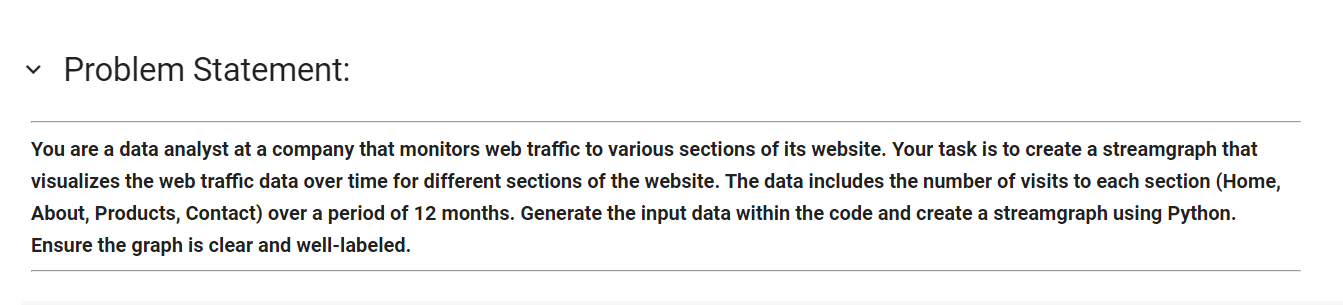 Problem Statement:
You are a data analyst at a company that monitors web traffic to various sections of its website. Your task is to create a streamgraph that
visualizes the web traffic data over time for different sections of the website. The data includes the number of visits to each section (Home,
About, Products, Contact) over a period of 12 months. Generate the input data within the code and create a streamgraph using Python.
Ensure the graph is clear and well-labeled.